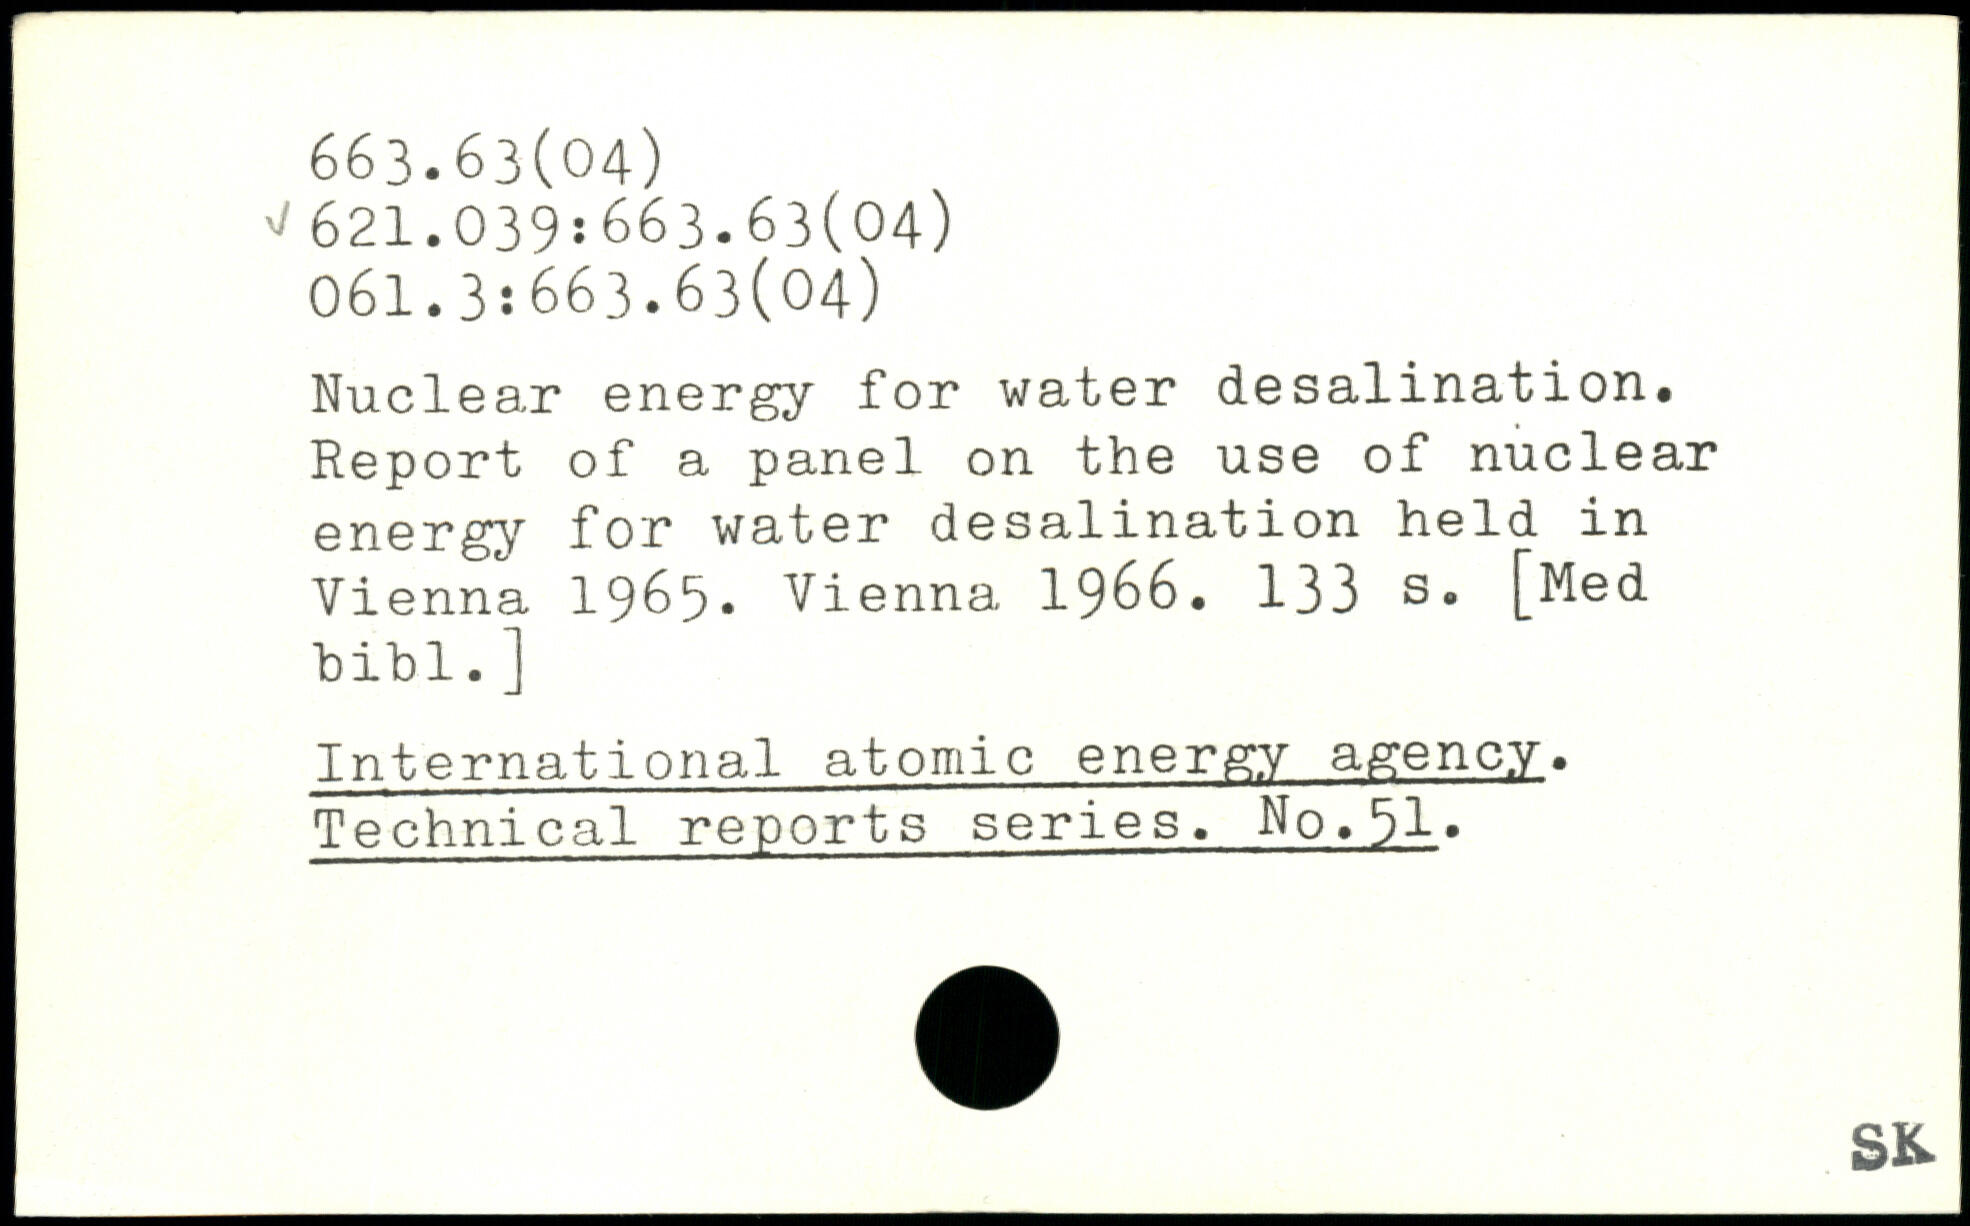 663.63(04)
✓ 621.039:663.63(04)
061.3:663.63(04)
Nuclear energy for water desalination.
Report of a panel on the use of nuclear
energy for water desalination held in
Vienna 1965. Vienna 1966. 133 s. [Med
bibl.]
International atomic energy agency.
Technical reports series. No.51.
SK